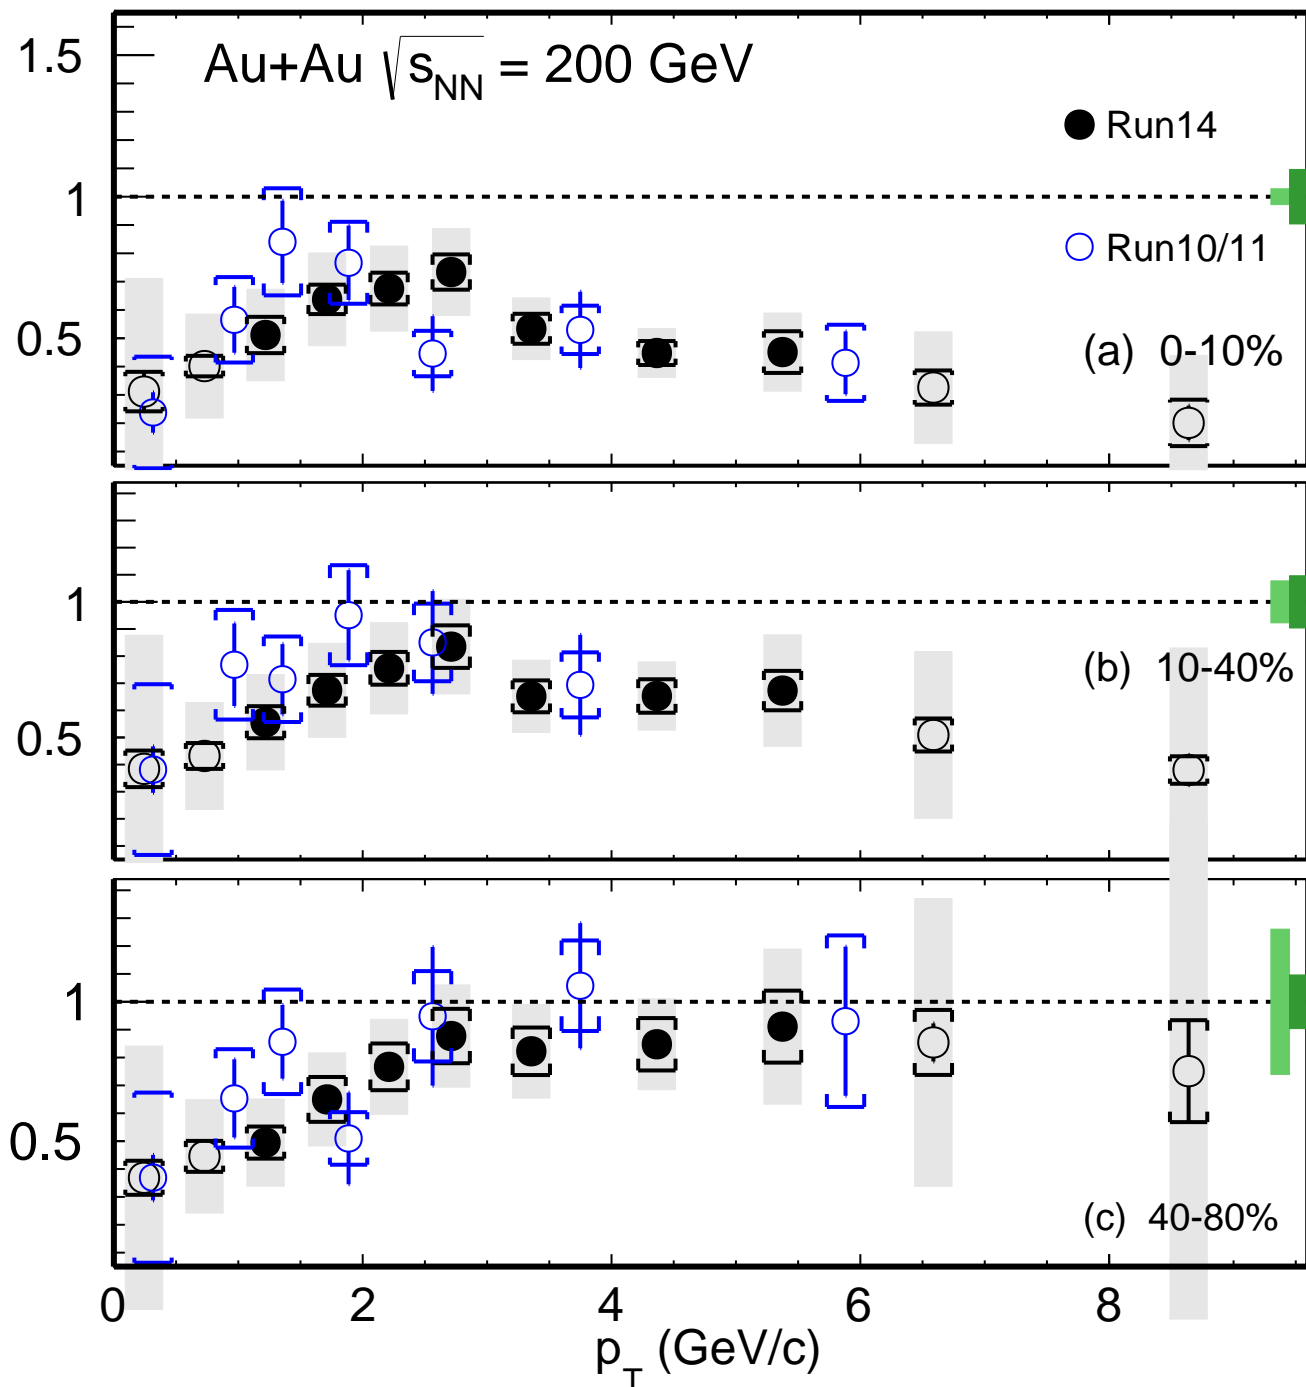 Au+Au √sNN = 200 GeV
1.5
Run14
1
Run10/11
0.5
(a) 0-10%
1
(b) 10-40%
0.5
1
0.5
(c) 40-80%
0 2 4 6 8
pT (GeV/c)